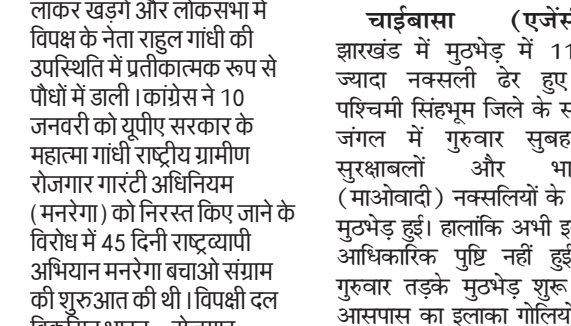 लाकर खड़गे और लोकसभा में
विपक्ष के नेता राहुल गांधी की
उपस्थिति में प्रतीकात्मक रूप से
पौधों में डाली।कांग्रेस ने 10
जनवरी को यूपीए सरकार के
महात्मा गांधी राष्ट्रीय ग्रामीण
रोजगार गारंटी अधिनियम
(मनरेगा) को निरस्त किए जाने के
विरोध में 45 दिनी राष्ट्रव्यापी
अभियान मनरेगा बचाओ संग्राम
की शुरुआत की थी।विपक्षी दल
चाईबासा
झारखंड में मुठभेड़ में 11
ज्यादा नक्सली ढेर हुए
पश्चिमी सिंहभूम जिले के
जंगल में गुरुवार सुबह
सुरक्षाबलों और
(माओवादी) नक्सलियों के
मुठभेड़ हुई। हालांकि अभी
आधिकारिक पुष्टि नहीं
गुरुवार तड़के मुठभेड़ शुरू
आसपास का इलाका